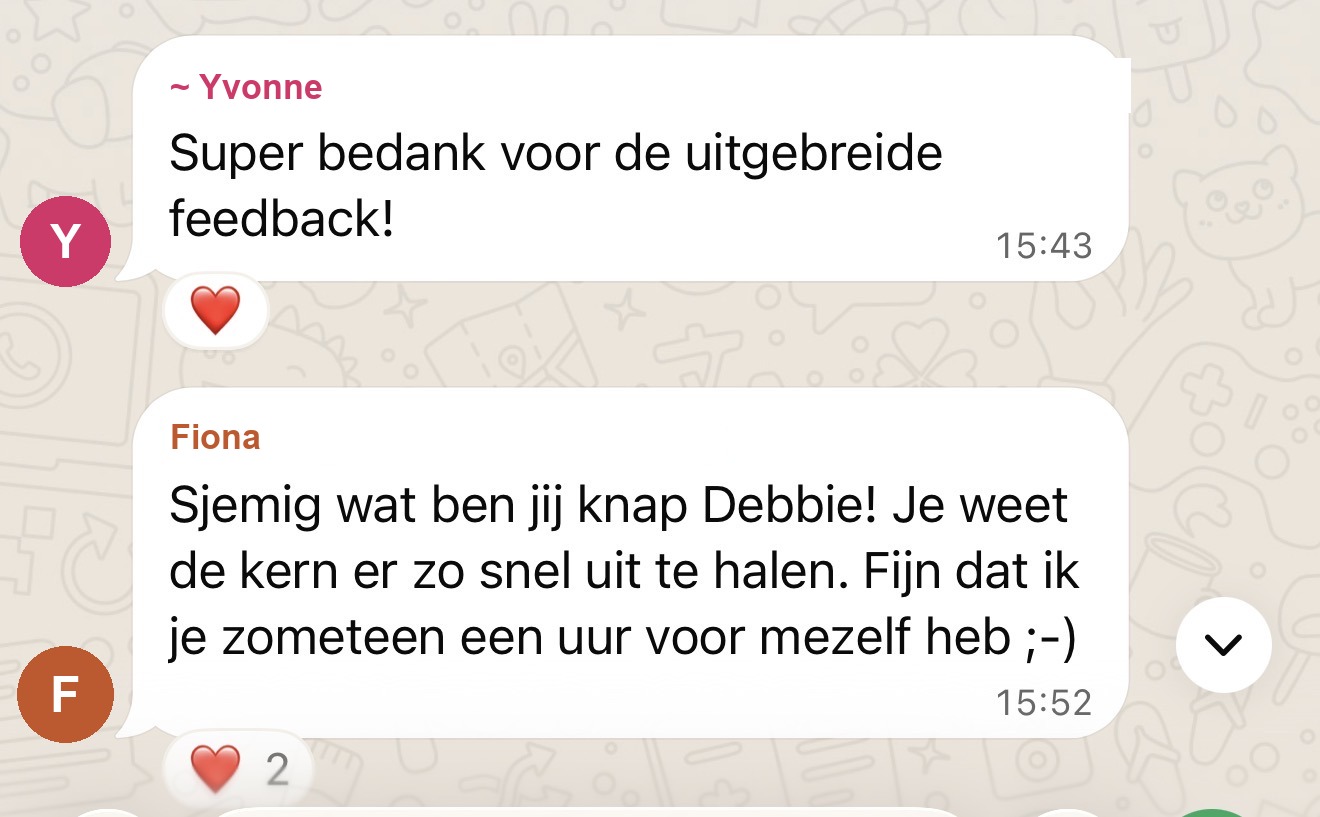 ~ Yvonne
Super bedank voor de uitgebreide
feedback!
15:43
Y
❤️
Fiona
Sjemig wat ben jij knap Debbie! Je weet
de kern er zo snel uit te halen. Fijn dat ik
je zometeen een uur voor mezelf heb ;-)
15:52
F
❤️ 2